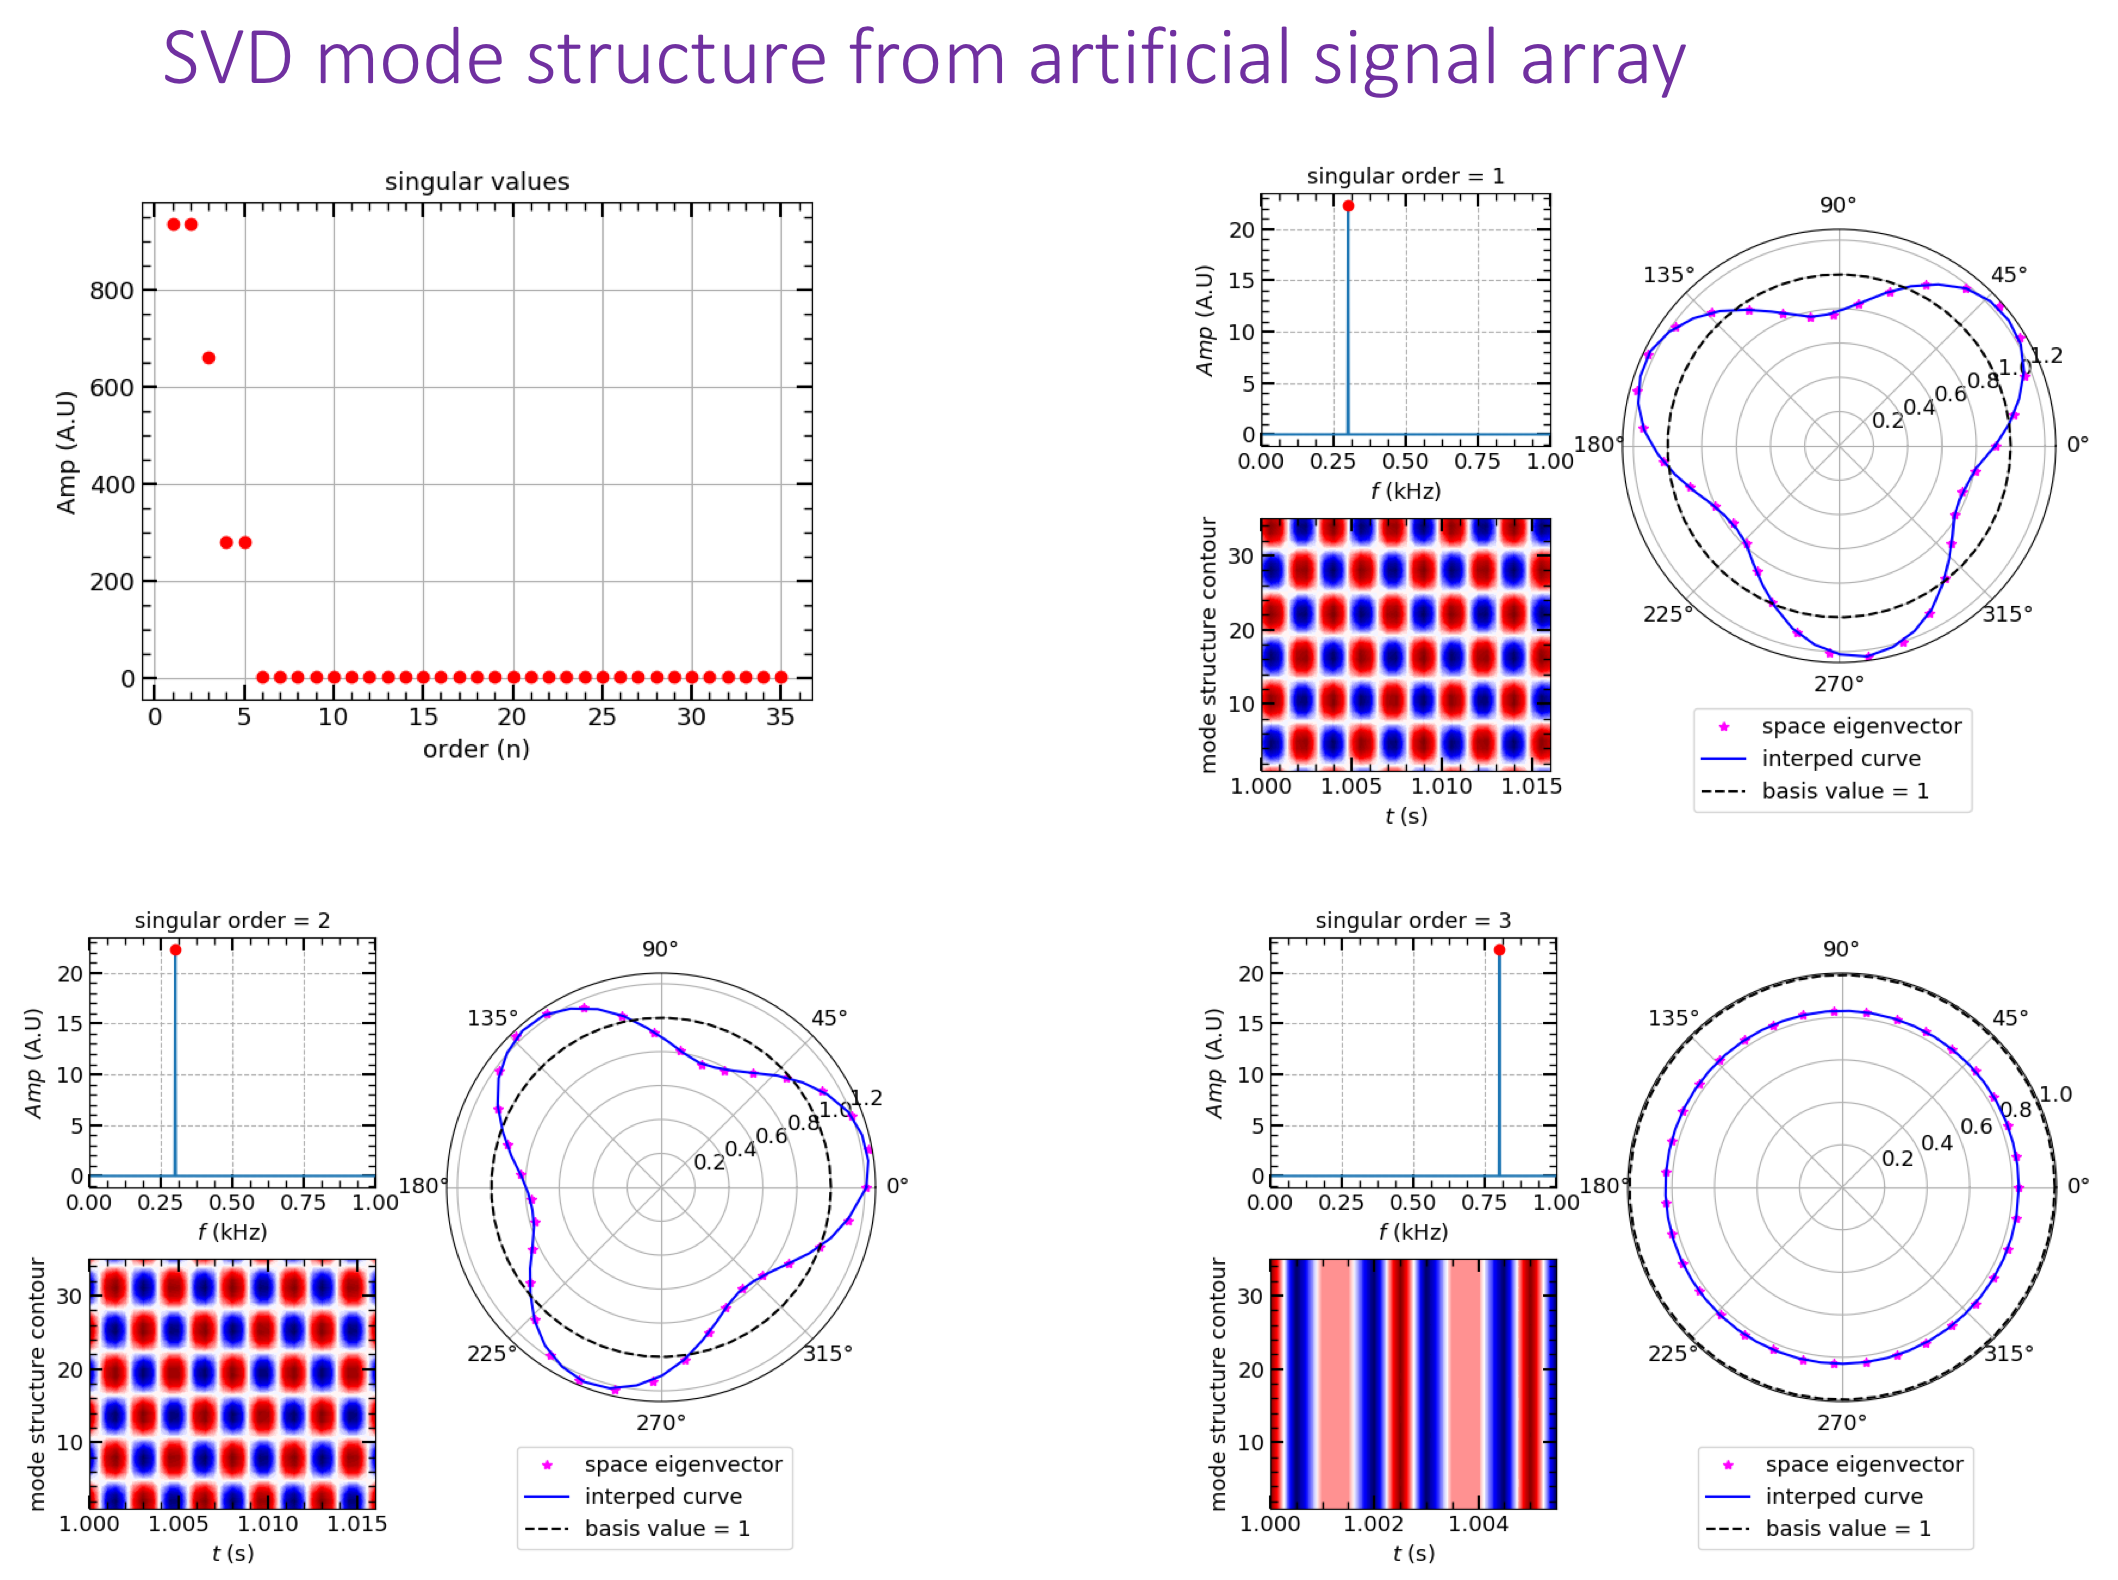 SVD mode structure from artificial signal array
singular values
Amp (A.U)
800
600
400
200
0
0 5 10 15 20 25 30 35
order (n)
singular order = 1
Amp (A.U)
20
15
10
5
0
0.00 0.25 0.50 0.75 1.00
f (kHz)
mode structure contour
30
20
10
1.000 1.005 1.010 1.015
t (s)
90°
135° 45°
180° 0°
225° 315°
270°
0.2 0.4 0.6 0.8 1.0 1.2
space eigenvector
interped curve
basis value = 1
singular order = 2
Amp (A.U)
20
15
10
5
0
0.00 0.25 0.50 0.75 1.00
f (kHz)
mode structure contour
30
20
10
1.000 1.005 1.010 1.015
t (s)
90°
135° 45°
180° 0°
225° 315°
270°
0.2 0.4 0.6 0.8 1.0 1.2
space eigenvector
interped curve
basis value = 1
singular order = 3
Amp (A.U)
20
15
10
5
0
0.00 0.25 0.50 0.75 1.00
f (kHz)
mode structure contour
30
20
10
1.000 1.002 1.004
t (s)
90°
135° 45°
180° 0°
225° 315°
270°
0.2 0.4 0.6 0.8 1.0
space eigenvector
interped curve
basis value = 1